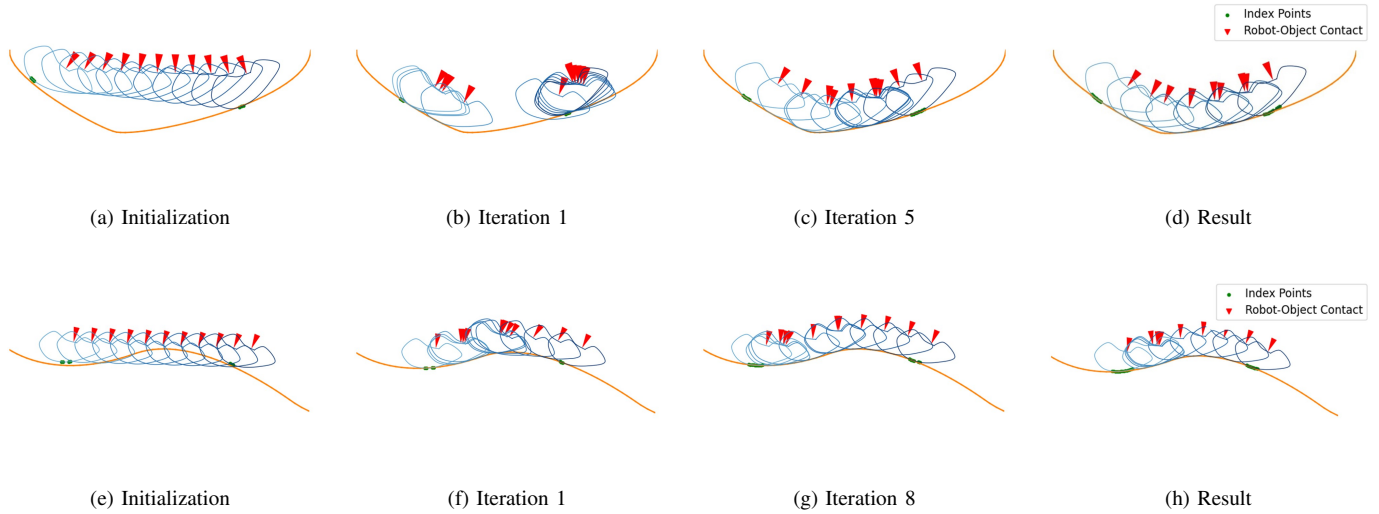 Index Points
Robot-Object Contact
(a) Initialization
(b) Iteration 1
(c) Iteration 5
(d) Result
Index Points
Robot-Object Contact
(e) Initialization
(f) Iteration 1
(g) Iteration 8
(h) Result